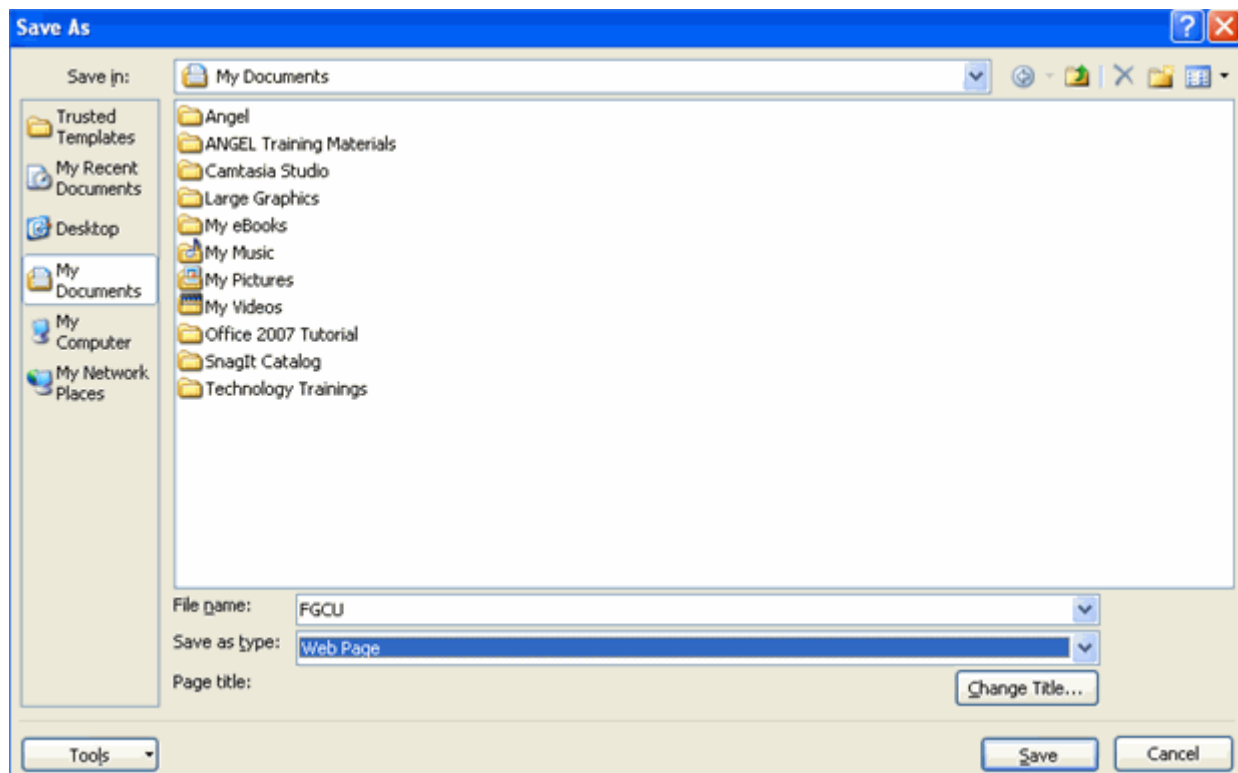 Save As
Save in:
My Documents
Trusted
Templates
My Recent
Documents
Desktop
My
Documents
My
Computer
My Network
Places
Angel
ANGEL Training Materials
Camtasia Studio
Large Graphics
My eBooks
My Music
My Pictures
My Videos
Office 2007 Tutorial
SnagIt Catalog
Technology Trainings
File name:
FGCU
Save as type:
Web Page
Page title:
Change Title...
Tools
Save
Cancel